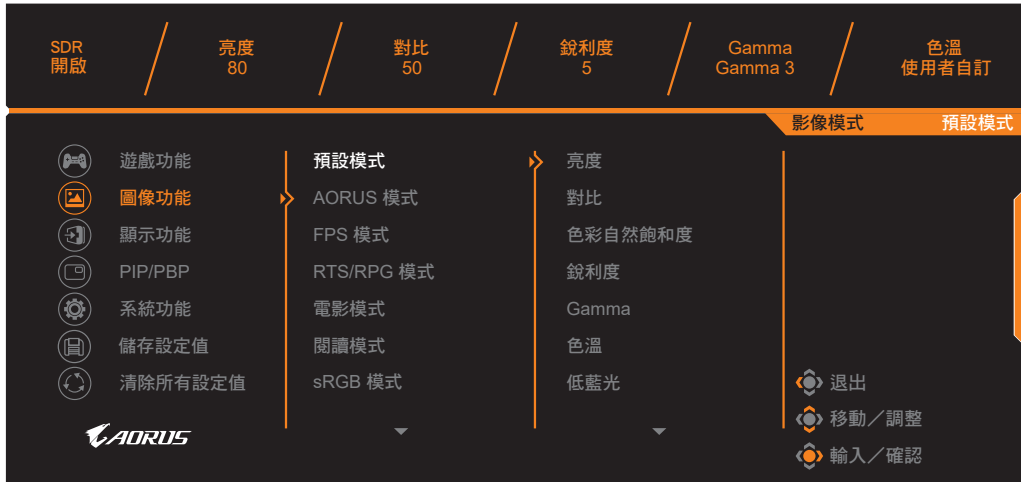 SDR
開啟
亮度
80
對比
50
銳利度
5
Gamma
Gamma 3
色溫
使用者自訂
影像模式
預設模式
遊戲功能
圖像功能
顯示功能
PIP/PBP
系統功能
儲存設定值
清除所有設定值
AORUS
預設模式
AORUS 模式
FPS 模式
RTS/RPG 模式
電影模式
閱讀模式
sRGB 模式
亮度
對比
色彩自然飽和度
銳利度
Gamma
色溫
低藍光
退出
移動／調整
輸入／確認